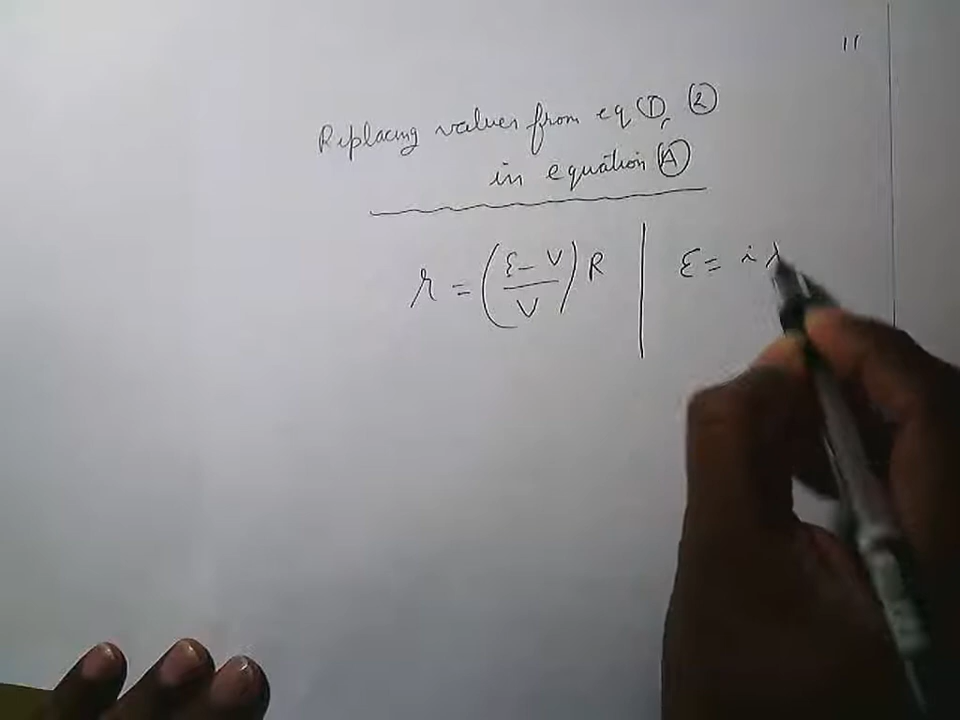 11
Replacing values from eq ①, ②
in equation Ⓐ
r = (ε - V / V) R | ε = i λ